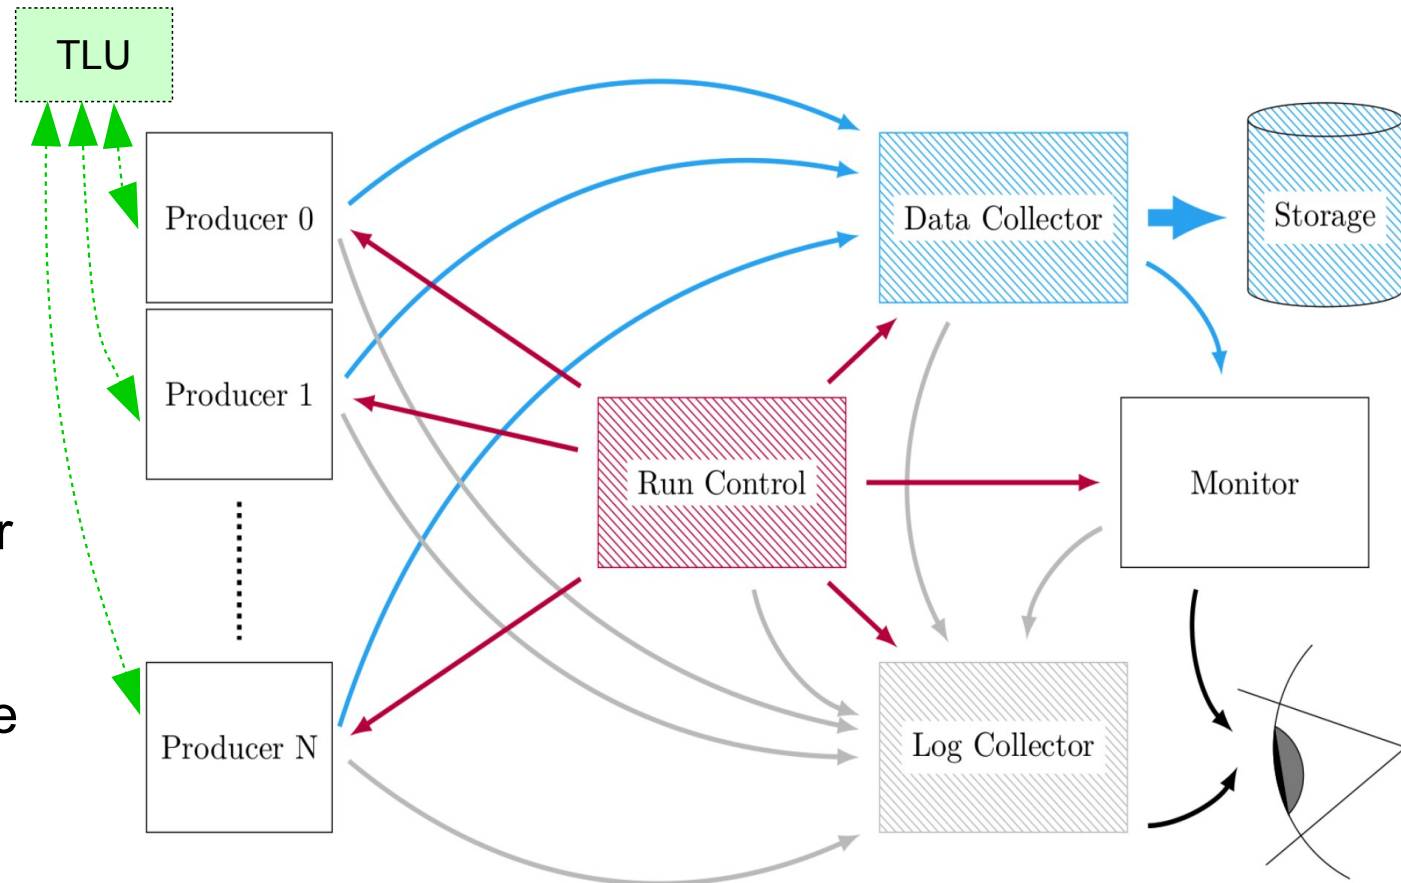 TLU
Producer 0
Data Collector
Storage
Producer 1
Run Control
Monitor
r
e
Producer N
Log Collector